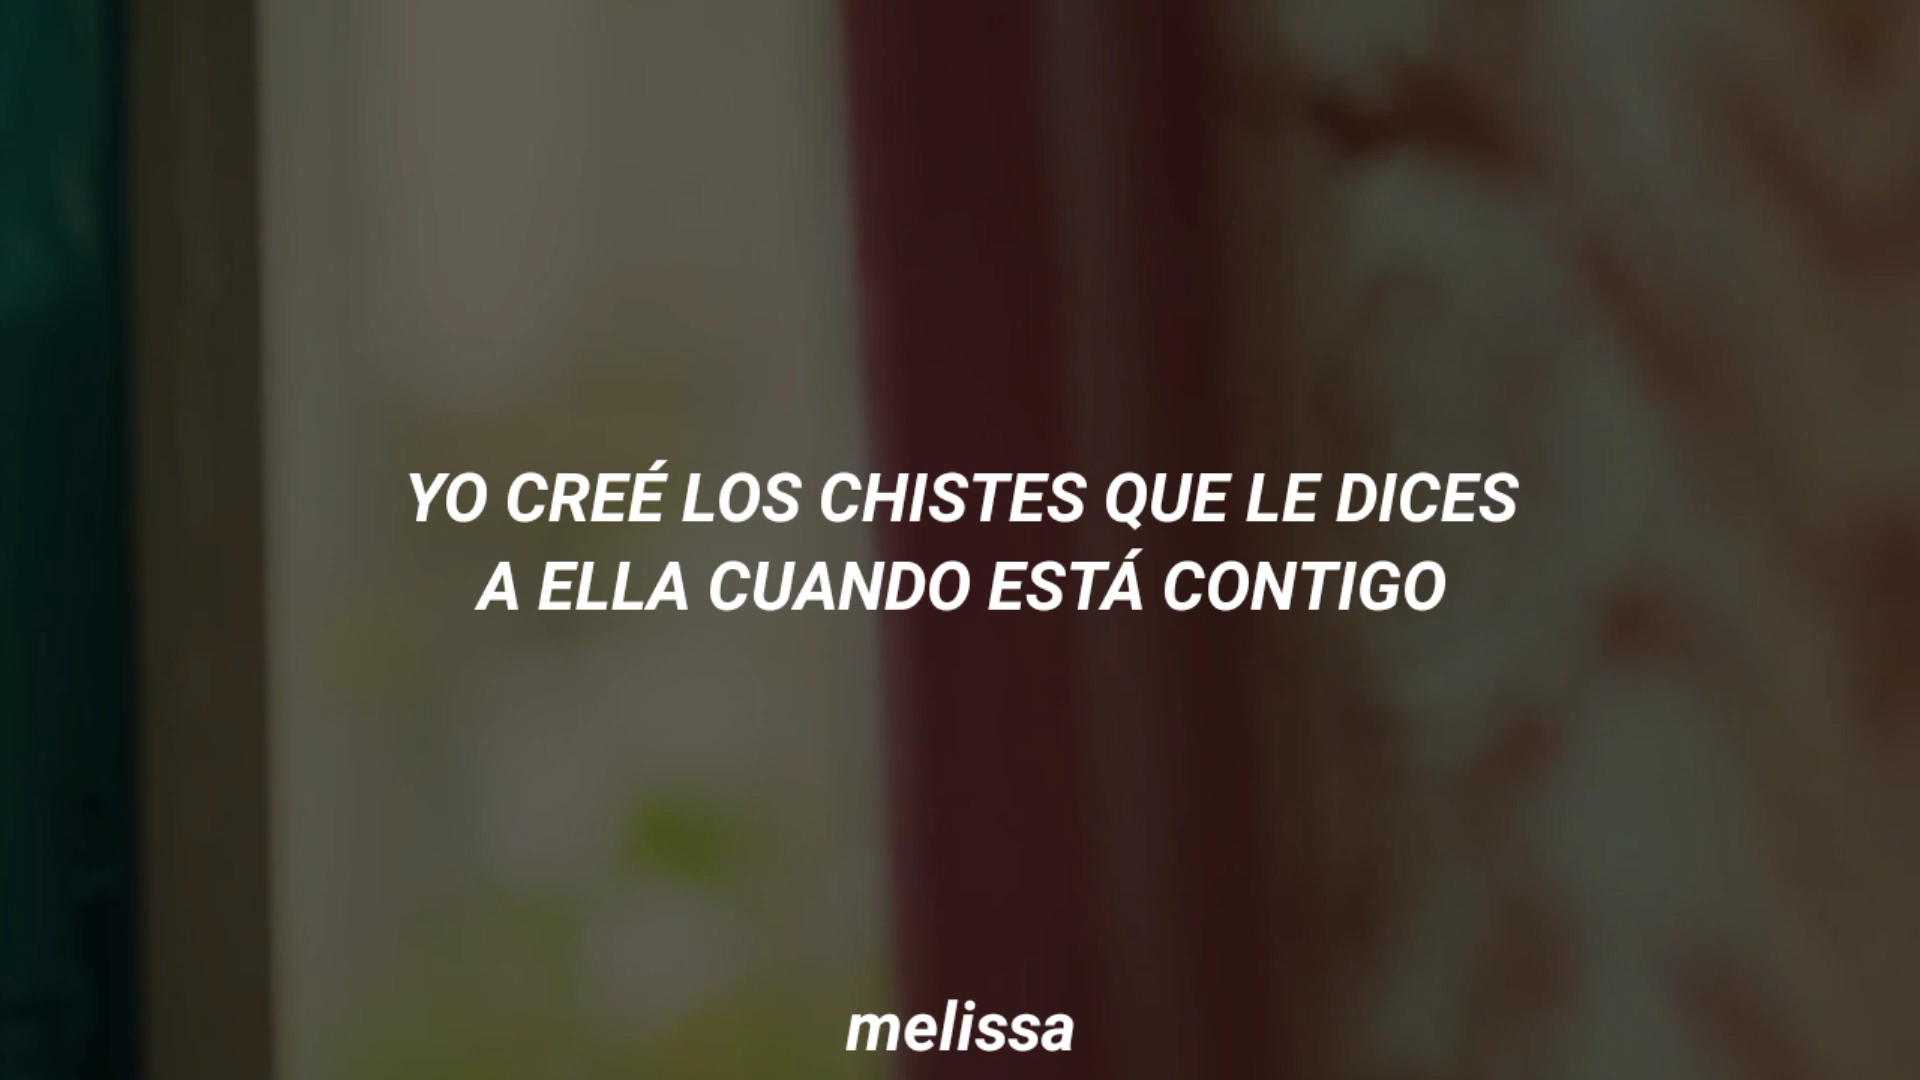 YO CREÉ LOS CHISTES QUE LE DICES
A ELLA CUANDO ESTÁ CONTIGO
melissa